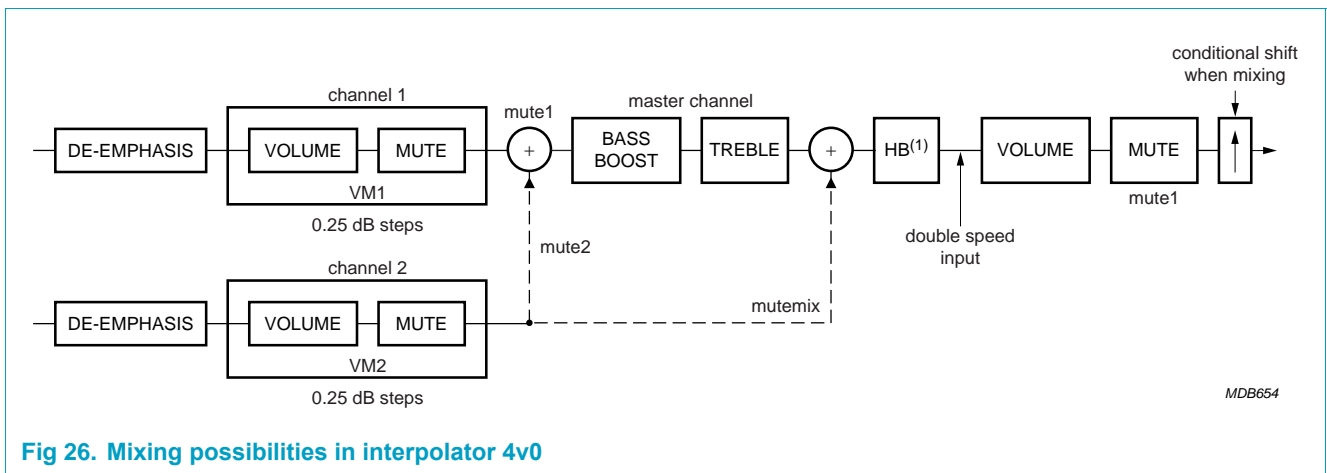 conditional shift
when mixing
channel 1
mute1
master channel
DE-EMPHASIS
VOLUME
MUTE
+
BASS
BOOST
TREBLE
+
HB(1)
VOLUME
MUTE
VM1
mute1
0.25 dB steps
mute2
double speed
input
channel 2
mutemix
DE-EMPHASIS
VOLUME
MUTE
VM2
0.25 dB steps
MDB654
Fig 26. Mixing possibilities in interpolator 4v0